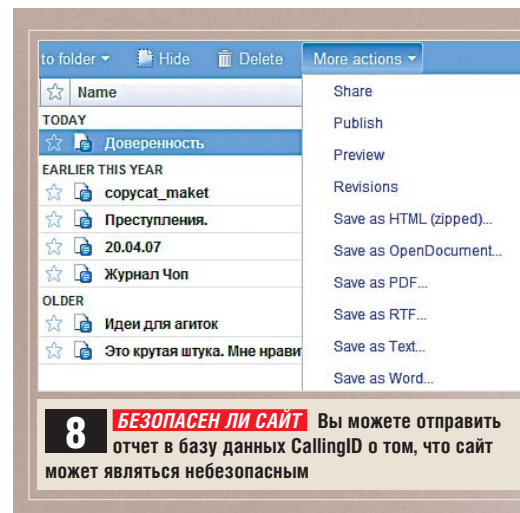 to folder Hide Delete More actions
Name
TODAY
Доверенность
EARLIER THIS YEAR
copycat_maket
Преступления.
20.04.07
Журнал Чоп
OLDER
Идеи для агиток
Это крутая штука. Мне нрави
Share
Publish
Preview
Revisions
Save as HTML (zipped)...
Save as OpenDocument...
Save as PDF...
Save as RTF...
Save as Text...
Save as Word...
8 БЕЗОПАСЕН ЛИ САЙТ Вы можете отправить
отчет в базу данных CallingID о том, что сайт
может являться небезопасным